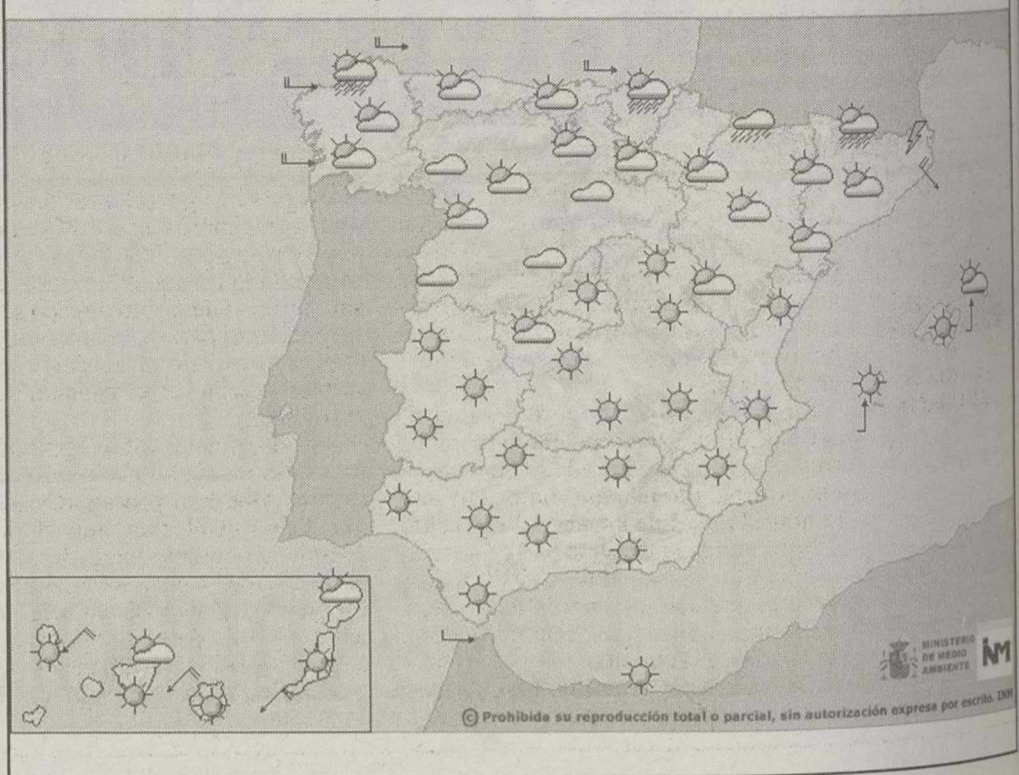 MINISTERIO
DE MEDIO
AMBIENTE
INM
© Prohibida su reproducción total o parcial, sin autorización expresa por escrito. INM